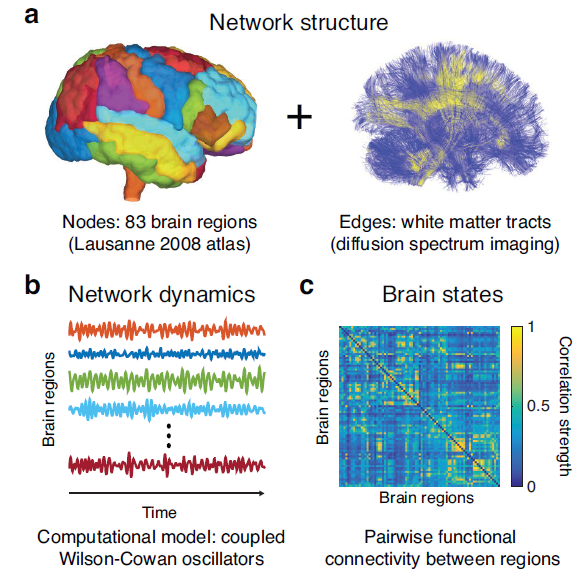 a
Network structure
+
Nodes: 83 brain regions
(Lausanne 2008 atlas)
Edges: white matter tracts
(diffusion spectrum imaging)
b
Network dynamics
Brain regions
Time
Computational model: coupled
Wilson-Cowan oscillators
c
Brain states
Brain regions
Brain regions
1
0.5
0
Correlation strength
Pairwise functional
connectivity between regions